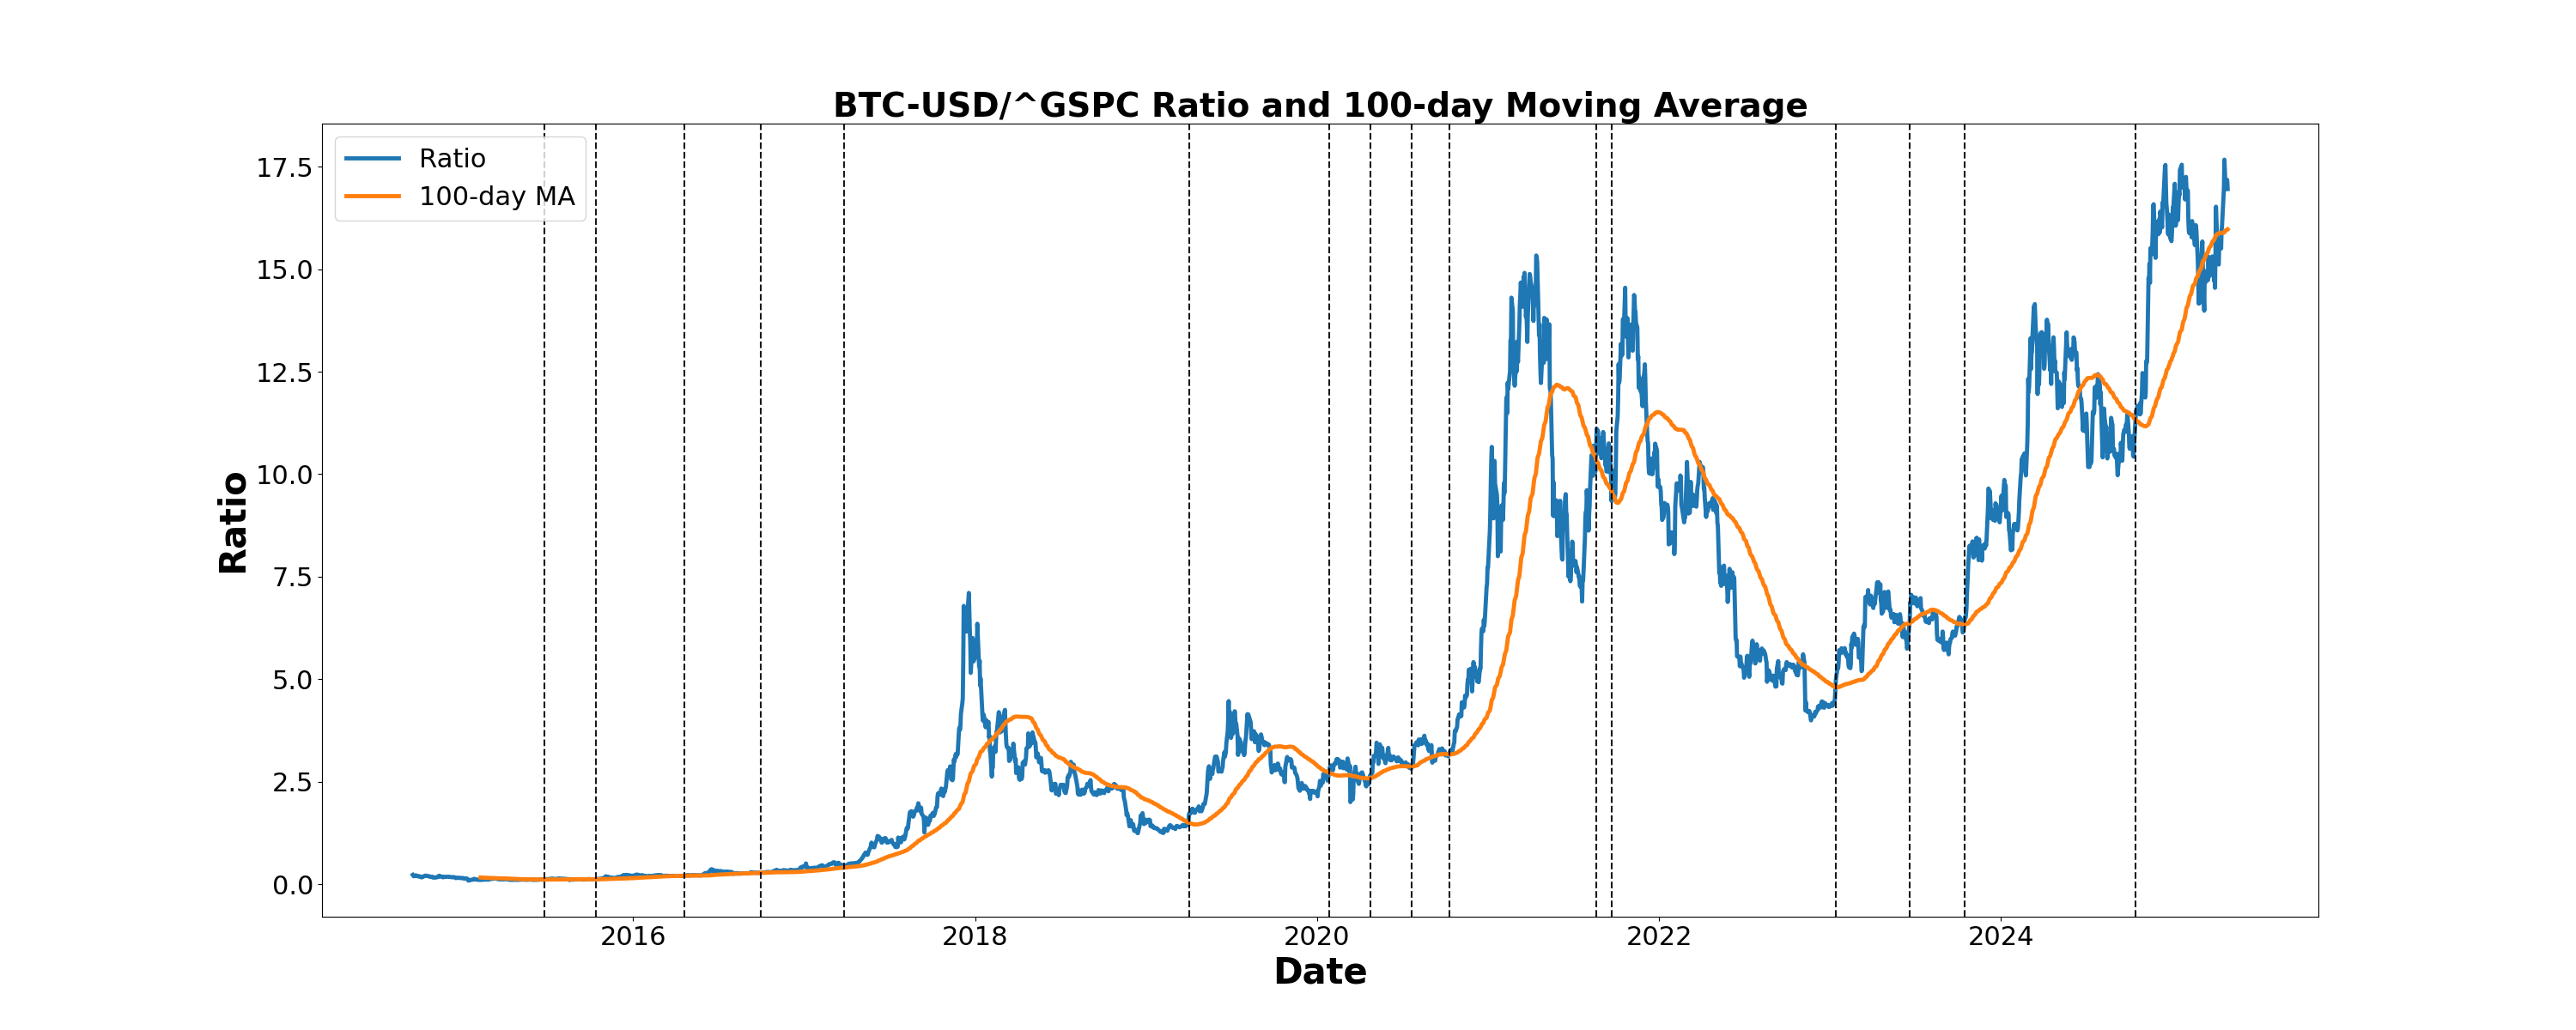 BTC-USD/^GSPC Ratio and 100-day Moving Average
Ratio
100-day MA
17.5
15.0
12.5
10.0
7.5
5.0
2.5
0.0
Ratio
2016 2018 2020 2022 2024
Date